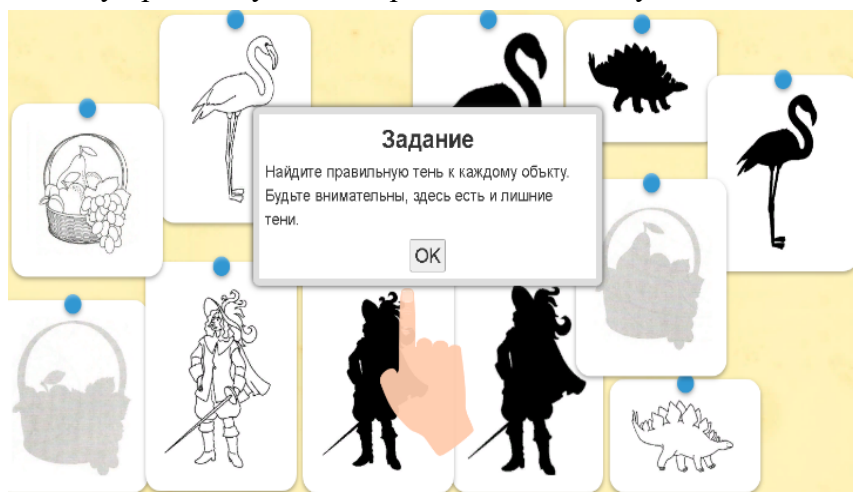 Задание
Найдите правильную тень к каждому объкту.
Будьте внимательны, здесь есть и лишние
тени.
OK